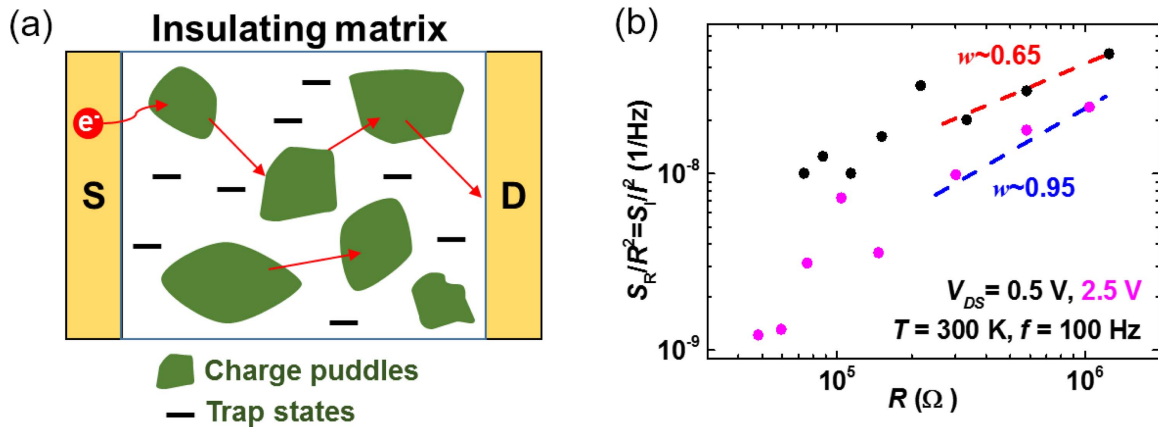 (a)
Insulating matrix
e-
S
D
Charge puddles
Trap states
(b)
S_R/R²=S_I/I² (1/Hz)
10⁻⁸
10⁻⁹
w~0.65
w~0.95
V_DS = 0.5 V, 2.5 V
T = 300 K, f = 100 Hz
10⁵
10⁶
R (Ω)